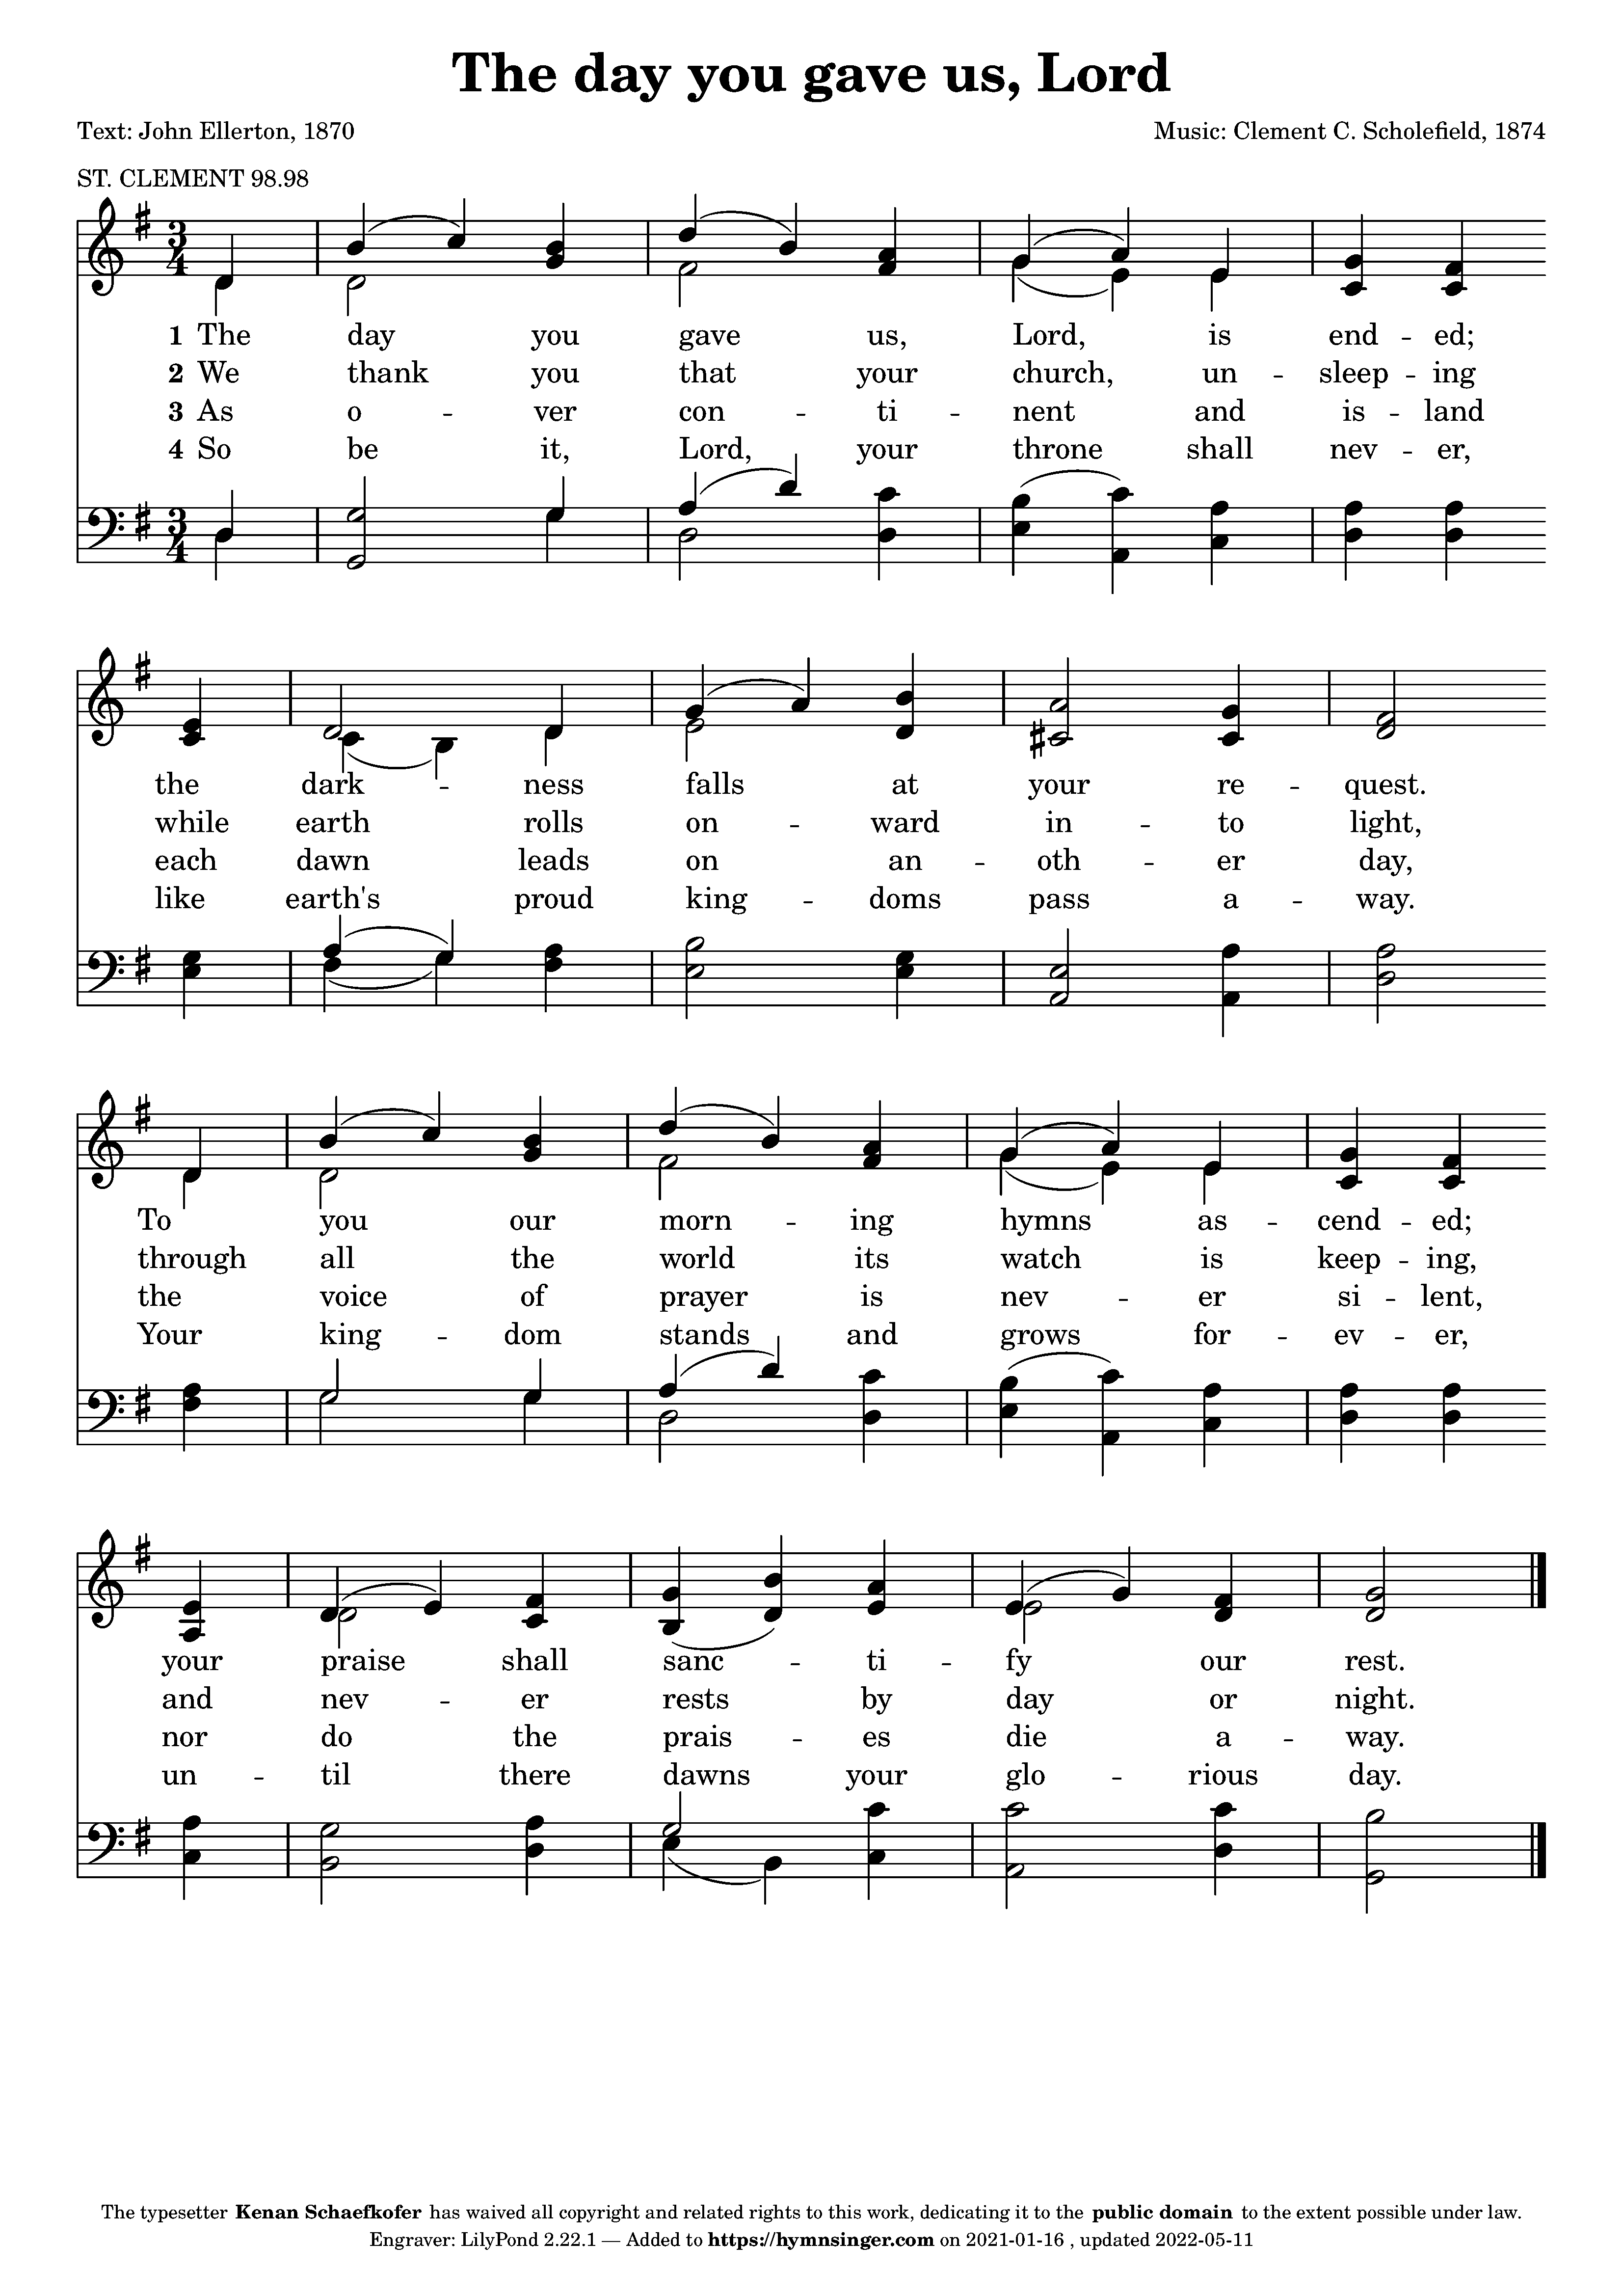 The day you gave us, Lord
Text: John Ellerton, 1870
Music: Clement C. Scholefield, 1874
ST. CLEMENT 98.98
3 4
1 The day you gave us, Lord, is end -- ed;
2 We thank you that your church, un -- sleep -- ing
3 As o -- ver con -- ti -- nent and is -- land
4 So be it, Lord, your throne shall nev -- er,
3 4
the dark -- ness falls at your re -- quest.
while earth rolls on -- ward in -- to light,
each dawn leads on an -- oth -- er day,
like earth's proud king -- doms pass a -- way.
To you our morn -- ing hymns as -- cend -- ed;
through all the world its watch is keep -- ing,
the voice of prayer is nev -- er si -- lent,
Your king -- dom stands and grows for -- ev -- er,
your praise shall sanc -- ti -- fy our rest.
and nev -- er rests by day or night.
nor do the prais -- es die a -- way.
un -- til there dawns your glo -- rious day.
The typesetter Kenan Schaefkofer has waived all copyright and related rights to this work, dedicating it to the public domain to the extent possible under law.
Engraver: LilyPond 2.22.1 — Added to https://hymnsinger.com on 2021-01-16 , updated 2022-05-11